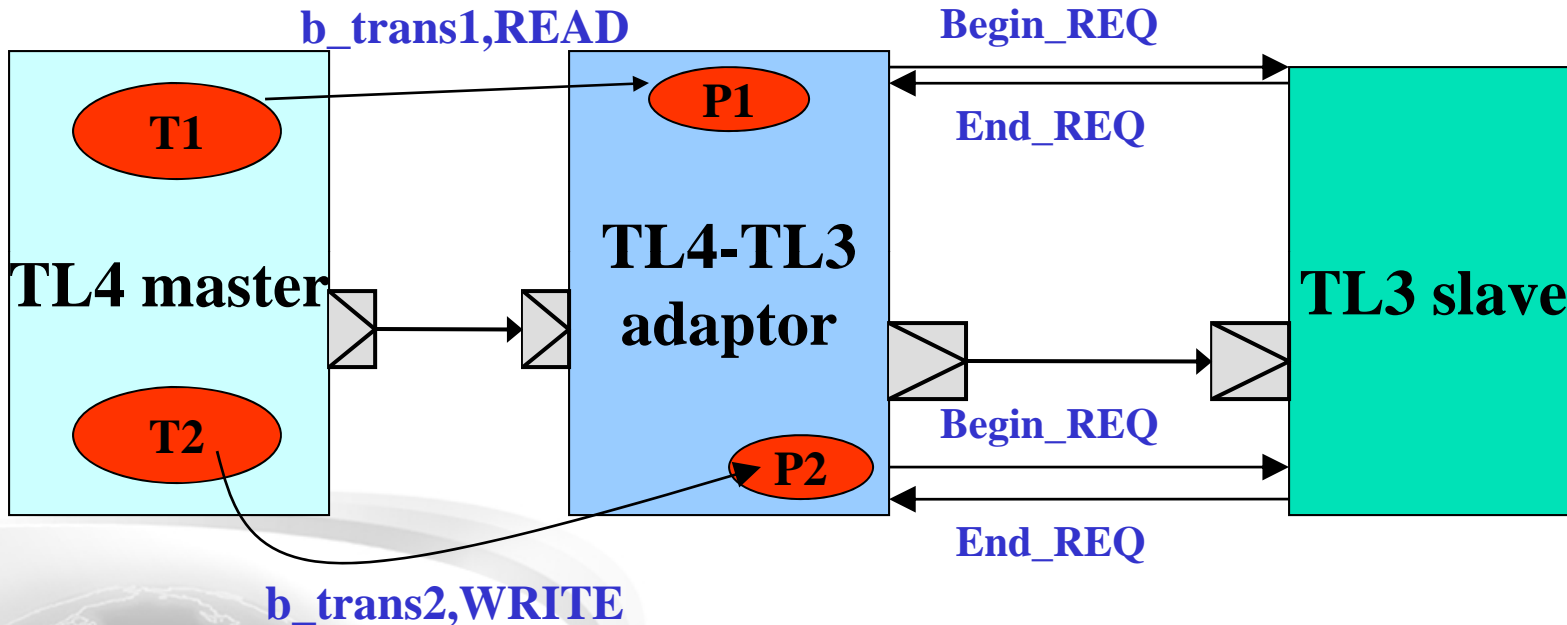 b_trans1,READ
Begin_REQ
T1
P1
End_REQ
TL4 master
TL4-TL3
adaptor
TL3 slave
Begin_REQ
T2
P2
End_REQ
b_trans2,WRITE